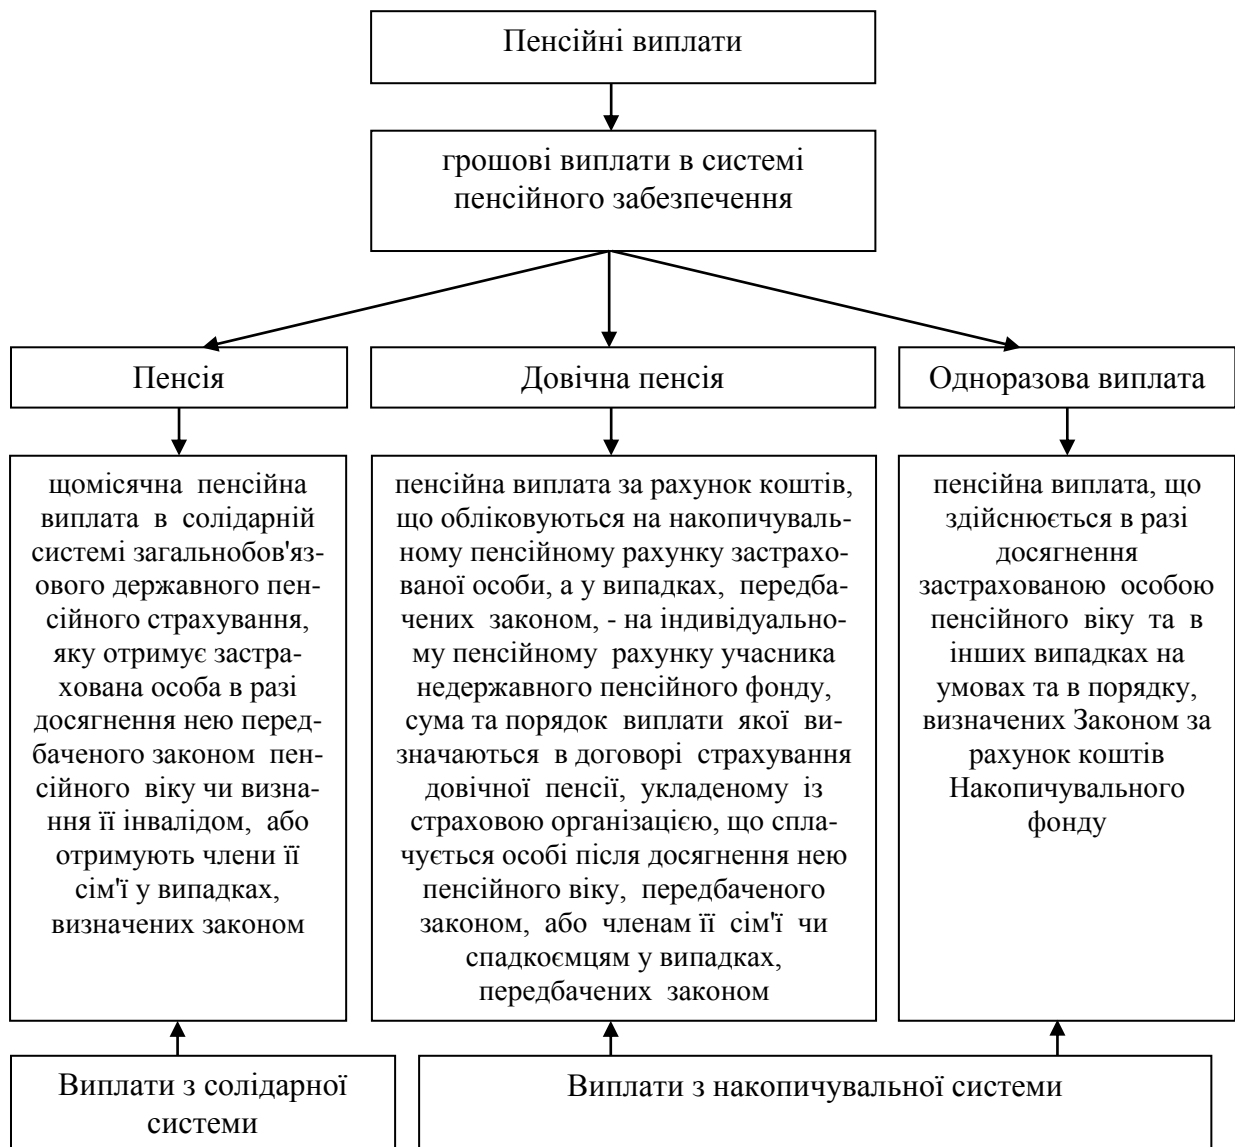 Пенсійні виплати
грошові виплати в системі
пенсійного забезпечення
Пенсія
Довічна пенсія
Одноразова виплата
щомісячна пенсійна
виплата в солідарній
системі загальнообов'яз-
ового державного пен-
сійного страхування,
яку отримує застра-
хована особа в разі
досягнення нею перед-
баченого законом пен-
сійного віку чи визна-
ння її інвалідом, або
отримують члени її
сім'ї у випадках,
визначених законом
пенсійна виплата за рахунок коштів,
що обліковуються на накопичуваль-
ному пенсійному рахунку застрахо-
ваної особи, а у випадках, передба-
чених законом, - на індивідуально-
му пенсійному рахунку учасника
недержавного пенсійного фонду,
сума та порядок виплати якої ви-
значаються в договорі страхування
довічної пенсії, укладеному із
страховою організацією, що спла-
чується особі після досягнення нею
пенсійного віку, передбаченого
законом, або членам її сім'ї чи
спадкоємцям у випадках,
передбачених законом
пенсійна виплата, що
здійснюється в разі
досягнення
застрахованою особою
пенсійного віку та в
інших випадках на
умовах та в порядку,
визначених Законом за
рахунок коштів
Накопичувального
фонду
Виплати з солідарної
системи
Виплати з накопичувальної системи